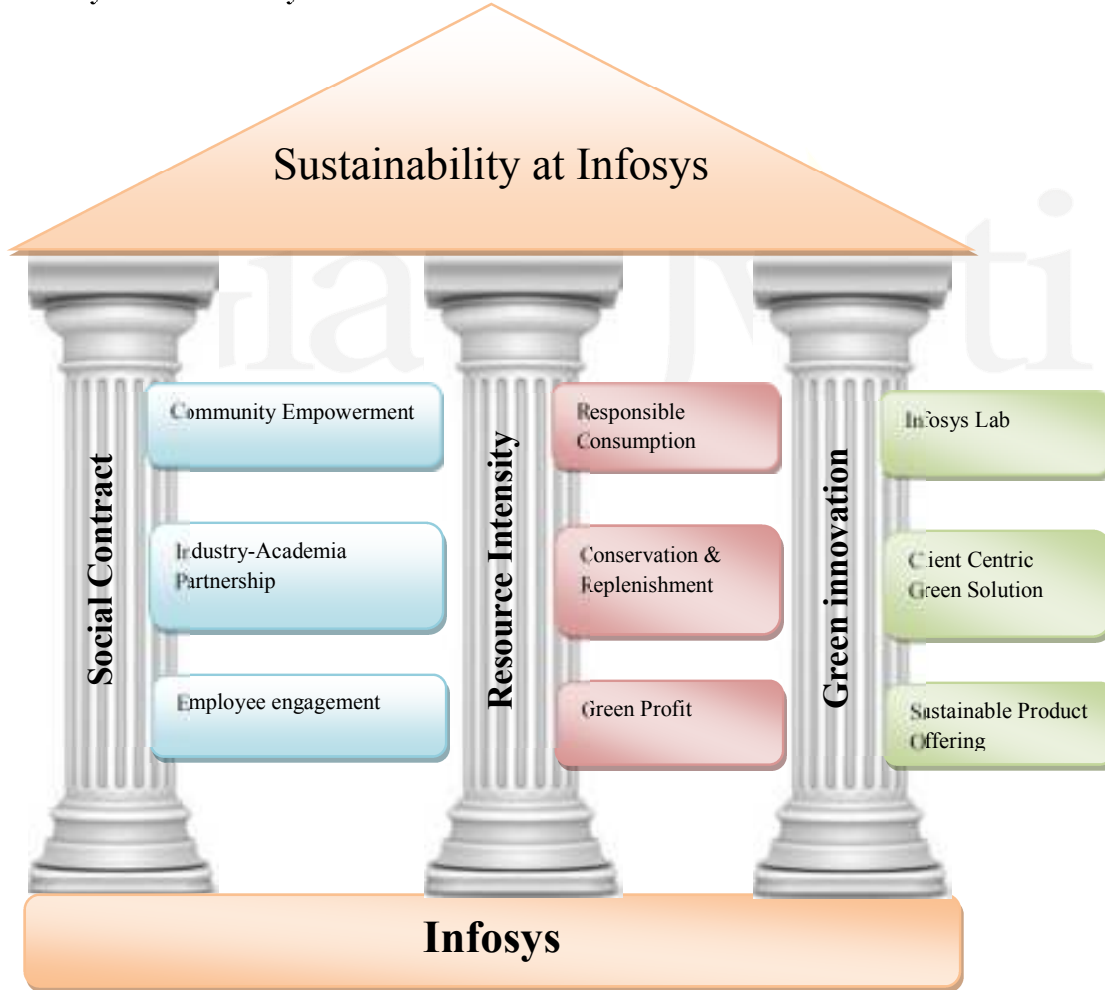 Sustainability at Infosys
Social Contract
Community Empowerment
Industry-Academia
Partnership
Employee engagement
Resource Intensity
Responsible
Consumption
Conservation &
Replenishment
Green Profit
Green innovation
Infosys Lab
Client Centric
Green Solution
Sustainable Product
Offering
Infosys